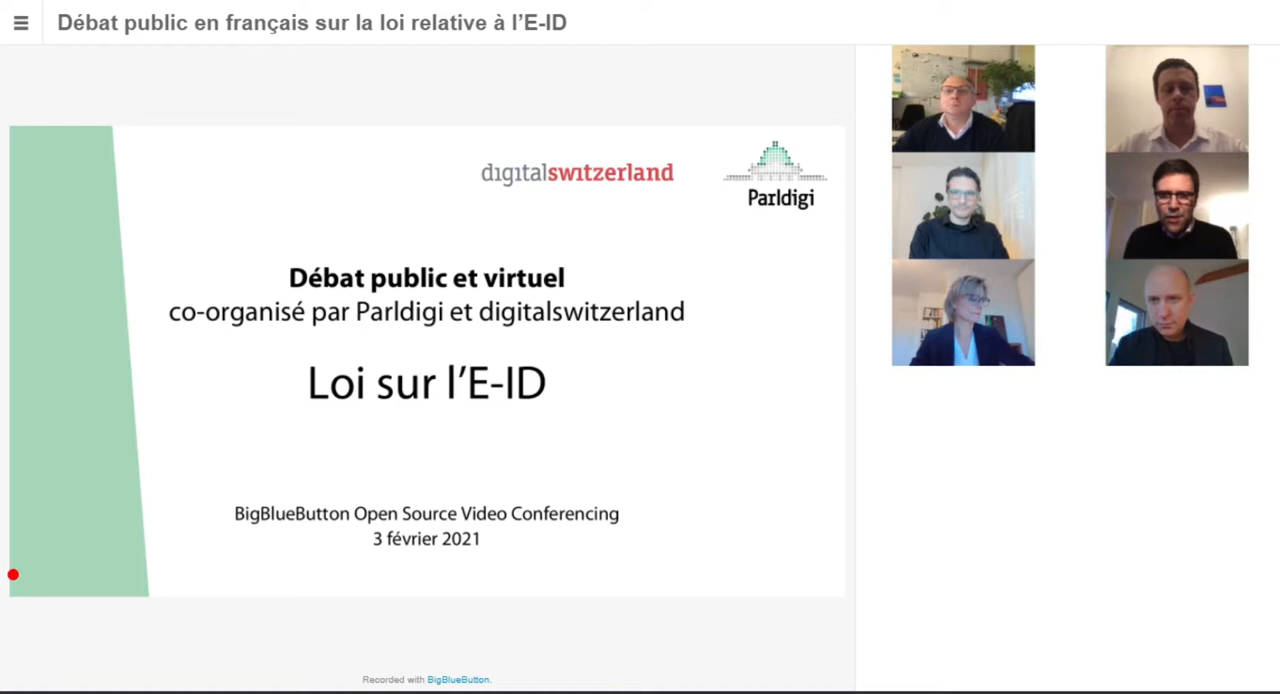 Débat public en français sur la loi relative à l’E-ID
digitalswitzerland
Parldigi
Débat public et virtuel
co-organisé par Parldigi et digitalswitzerland
Loi sur l’E-ID
BigBlueButton Open Source Video Conferencing
3 février 2021
Recorded with BigBlueButton.